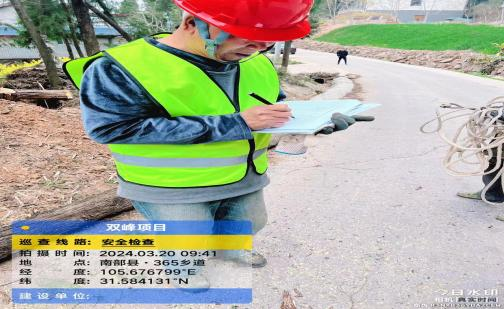 双峰项目
巡查线路：安全检查
拍摄时间：2024.03.20 09:41
地点：南部县·365乡道
经度：105.676799°E
纬度：31.584131°N
建设单位：
今日水印
相机 真实时间